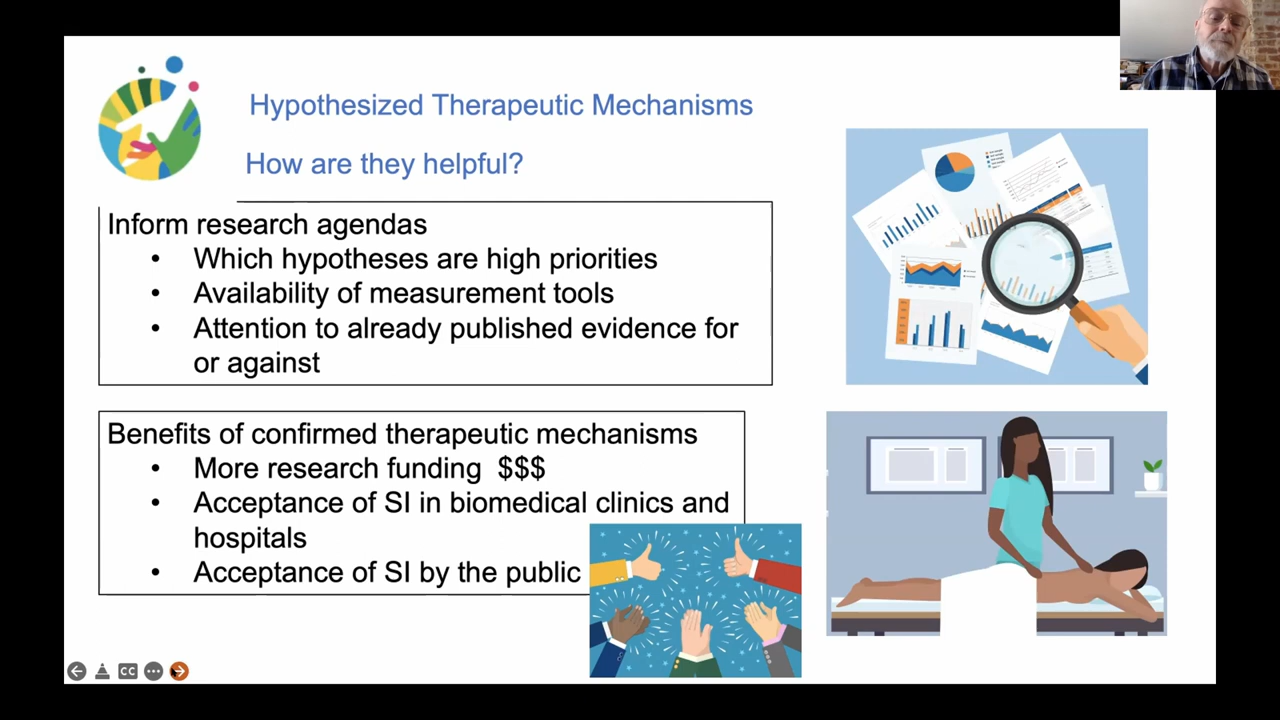 Hypothesized Therapeutic Mechanisms
How are they helpful?
Inform research agendas
• Which hypotheses are high priorities
• Availability of measurement tools
• Attention to already published evidence for
or against
Benefits of confirmed therapeutic mechanisms
• More research funding $$$
• Acceptance of SI in biomedical clinics and
hospitals
• Acceptance of SI by the public
CC